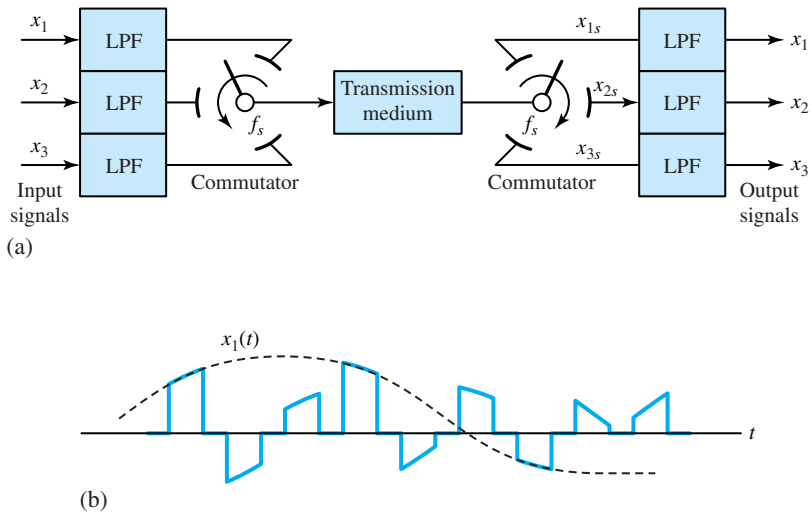 x1
LPF
x1s
LPF
x1
x2
LPF
fs
Transmission
medium
fs
x2s
LPF
x2
x3
LPF
Commutator
Commutator
x3s
LPF
x3
Input
signals
Output
signals
(a)
x1(t)
t
(b)